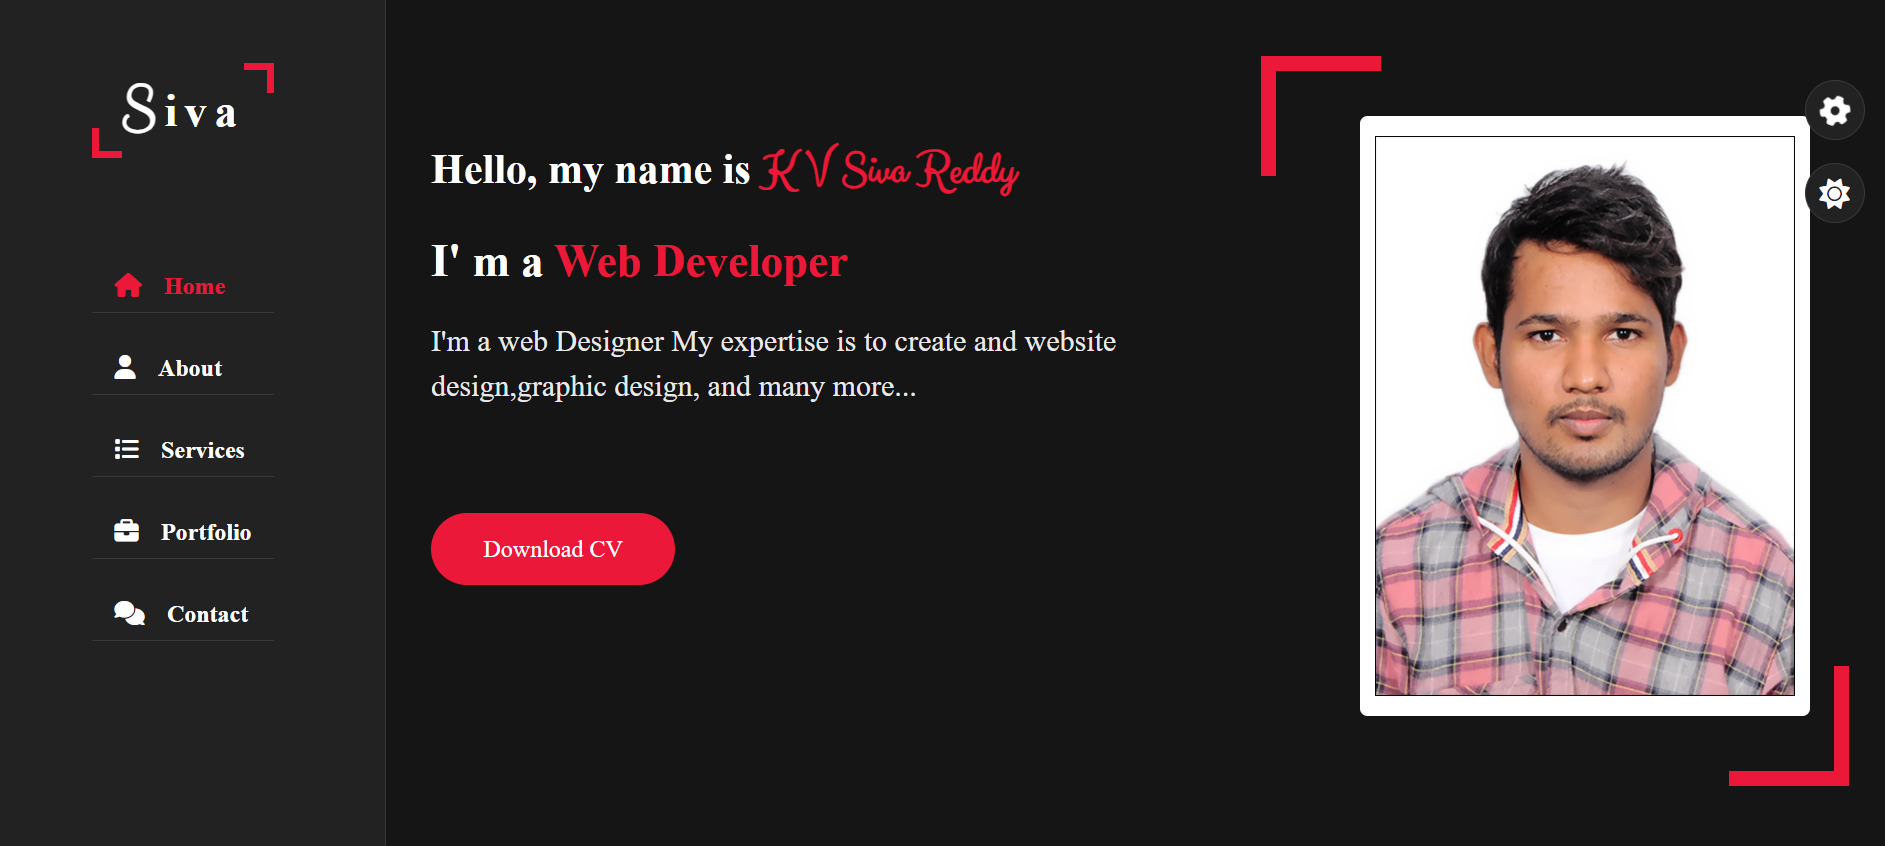 Siva
Home
About
Services
Portfolio
Contact
Hello, my name is KV Siva Reddy
I' m a Web Developer
I'm a web Designer My expertise is to create and website
design,graphic design, and many more...
Download CV